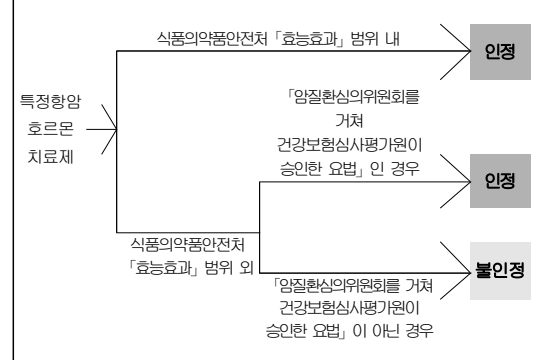 식품의약품안전처「효능효과」범위 내
인정
특정항암
호르몬
치료제
「암질환심의위원회를
거쳐
건강보험심사평가원이
승인한 요법」인 경우
인정
식품의약품안전처
「효능효과」범위 외
불인정
「암질환심의위원회를 거쳐
건강보험심사평가원이
승인한 요법」이 아닌 경우